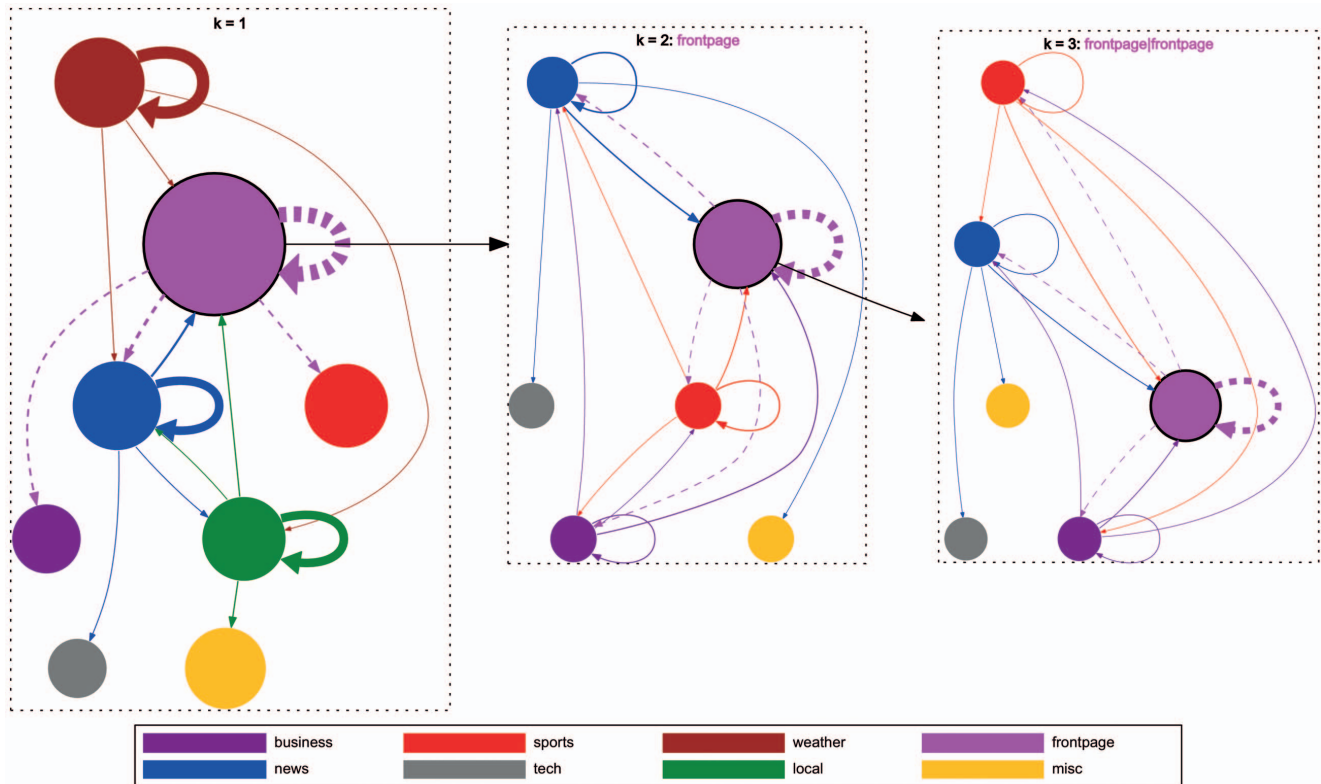 k = 1
k = 2: frontpage
k = 3: frontpage|frontpage
business sports weather frontpage
news tech local misc